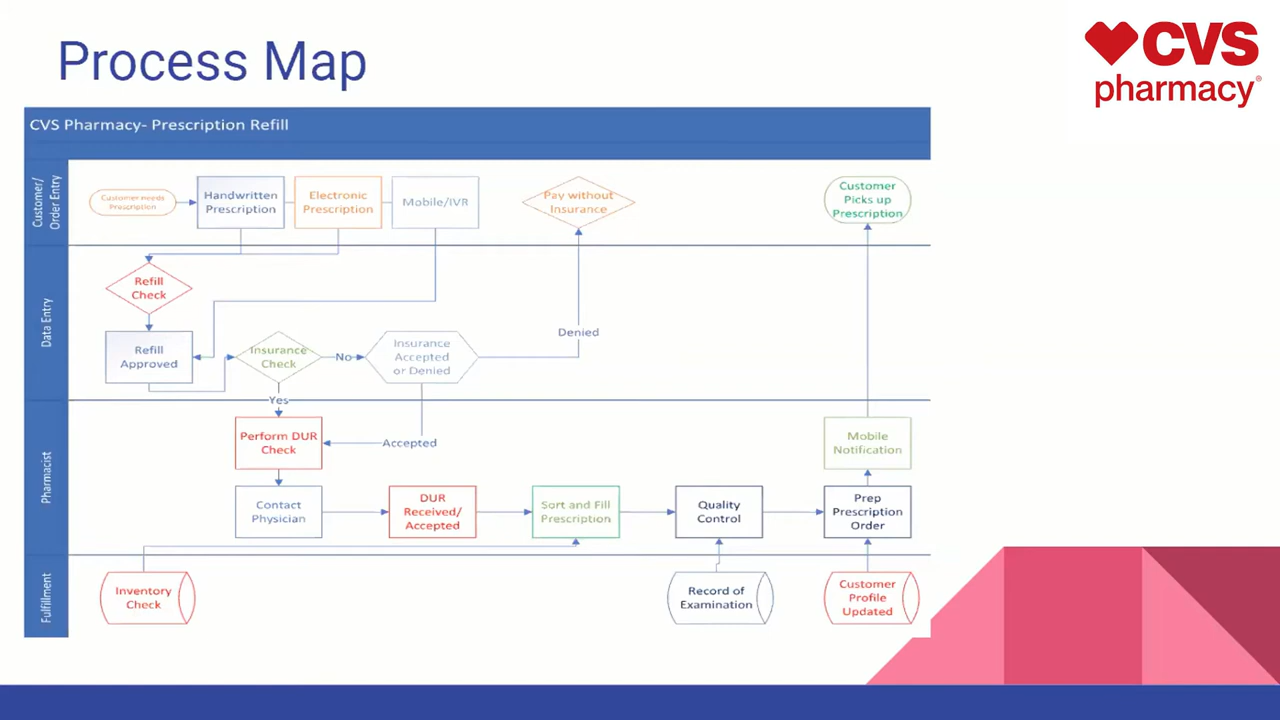 Process Map
CVS
pharmacy®
CVS Pharmacy- Prescription Refill
Customer/
Order Entry
Customer needs
Prescription
Handwritten
Prescription
Electronic
Prescription
Mobile/IVR
Pay without
Insurance
Customer
Picks up
Prescription
Data Entry
Refill
Check
Refill
Approved
Insurance
Check
No
Insurance
Accepted
or Denied
Denied
Yes
Pharmacist
Perform DUR
Check
Accepted
Mobile
Notification
Contact
Physician
DUR
Received/
Accepted
Sort and Fill
Prescription
Quality
Control
Prep
Prescription
Order
Fulfillment
Inventory
Check
Record of
Examination
Customer
Profile
Updated